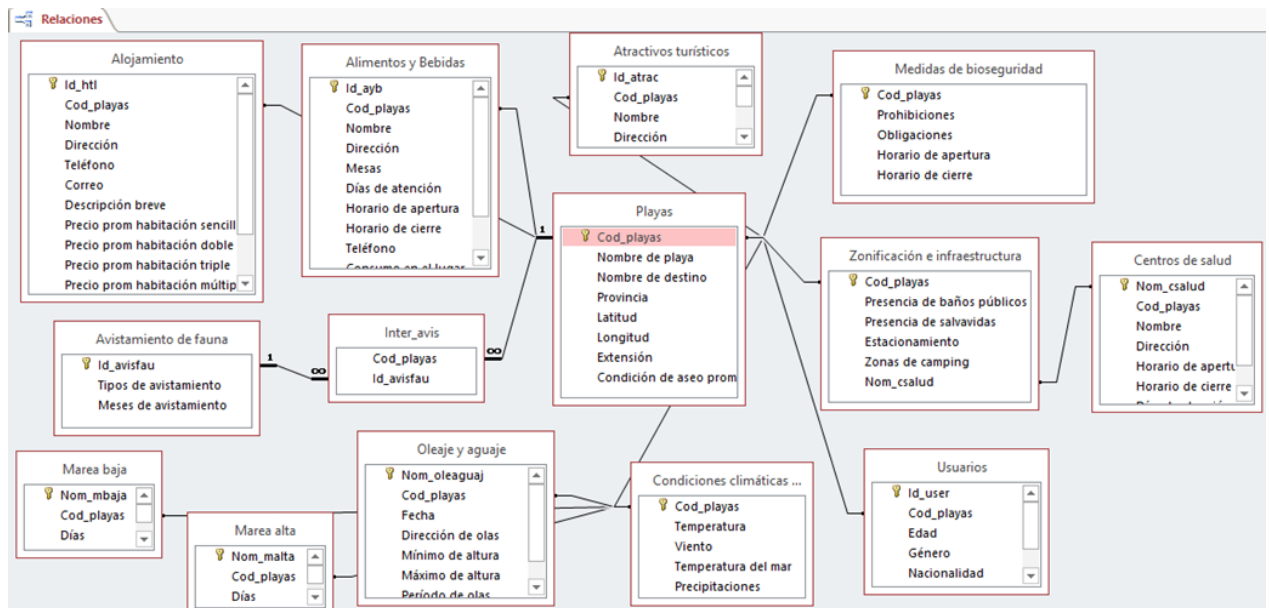 Relaciones
Alojamiento
Id_htl
Cod_playas
Nombre
Dirección
Teléfono
Correo
Descripción breve
Precio prom habitación sencill
Precio prom habitación doble
Precio prom habitación triple
Precio prom habitación múltip
Alimentos y Bebidas
Id_ayb
Cod_playas
Nombre
Dirección
Mesas
Días de atención
Horario de apertura
Horario de cierre
Teléfono
Consumo en el lugar
Atractivos turísticos
Id_atrac
Cod_playas
Nombre
Dirección
Medidas de bioseguridad
Cod_playas
Prohibiciones
Obligaciones
Horario de apertura
Horario de cierre
Playas
1
Cod_playas
Nombre de playa
Nombre de destino
Provincia
Latitud
Longitud
Extensión
Condición de aseo prom
Zonificación e infraestructura
Cod_playas
Presencia de baños públicos
Presencia de salvavidas
Estacionamiento
Zonas de camping
Nom_csalud
Centros de salud
Nom_csalud
Cod_playas
Nombre
Dirección
Horario de apertu
Horario de cierre
Avistamiento de fauna
Id_avisfau
Tipos de avistamiento
Meses de avistamiento
1
∞
Inter_avis
Cod_playas
Id_avisfau
∞
Marea baja
Nom_mbaja
Cod_playas
Días
Marea alta
Nom_malta
Cod_playas
Días
Oleaje y aguaje
Nom_oleaguaj
Cod_playas
Fecha
Dirección de olas
Mínimo de altura
Máximo de altura
Período de olas
Condiciones climáticas ...
Cod_playas
Temperatura
Viento
Temperatura del mar
Precipitaciones
Usuarios
Id_user
Cod_playas
Edad
Género
Nacionalidad